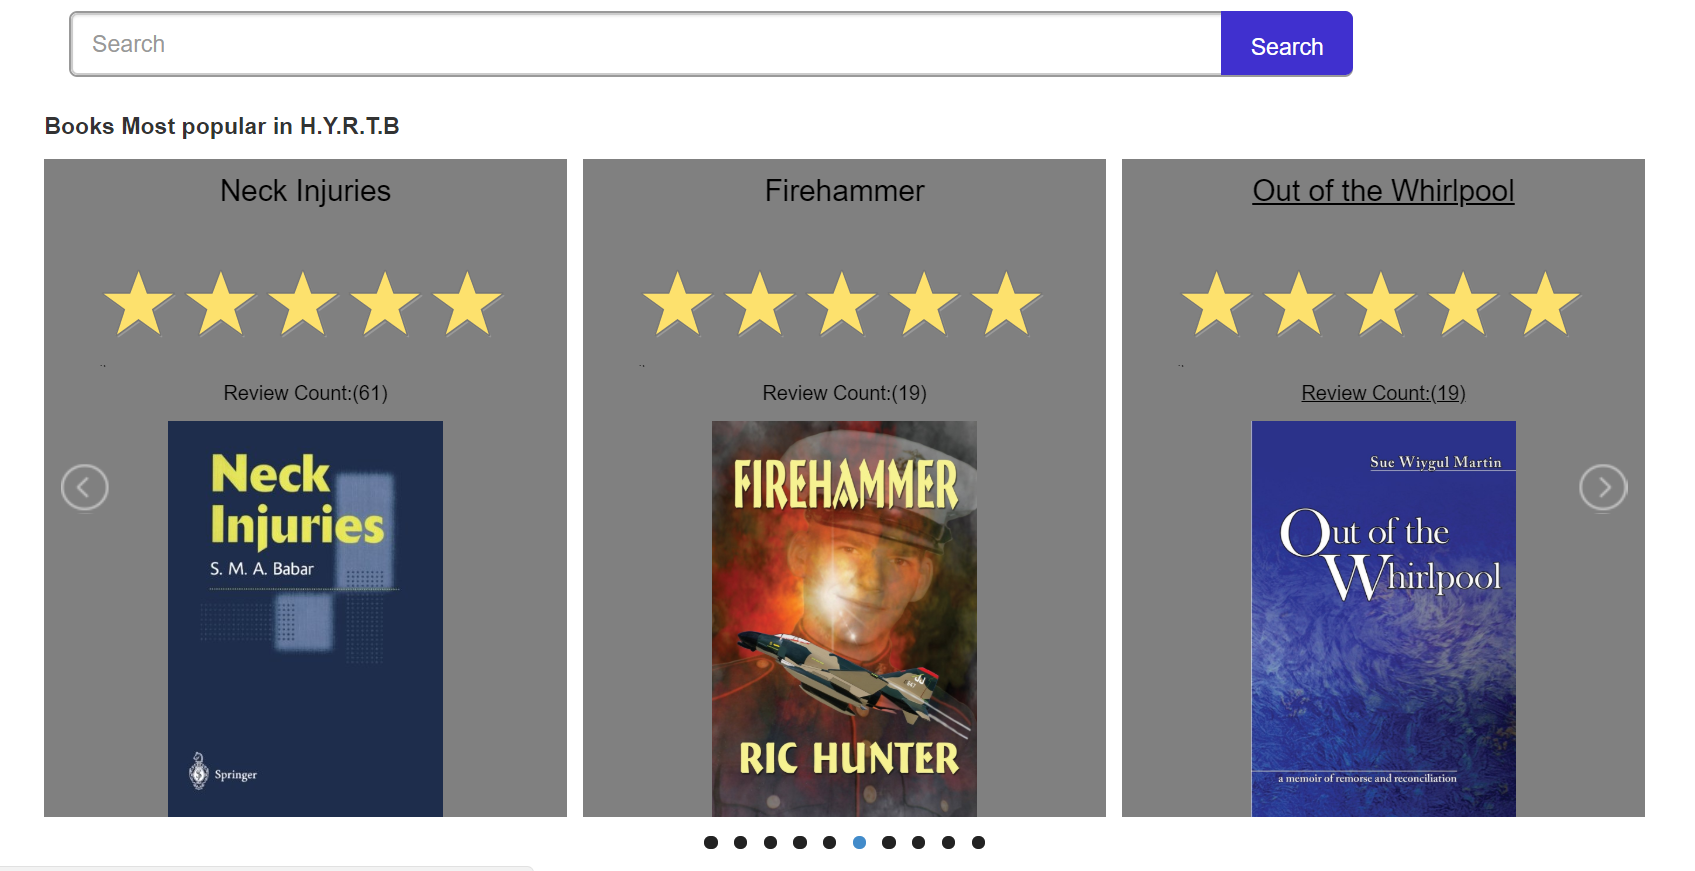 Search
Search
Books Most popular in H.Y.R.T.B
Neck Injuries
Review Count:(61)
Neck
Injuries
S. M. A. Babar
Springer
Firehammer
Review Count:(19)
FIREHAMMER
JJ
RIC HUNTER
Out of the Whirlpool
Review Count:(19)
Sue Wiygul Martin
Out of the
Whirlpool
a memoir of remorse and reconciliation